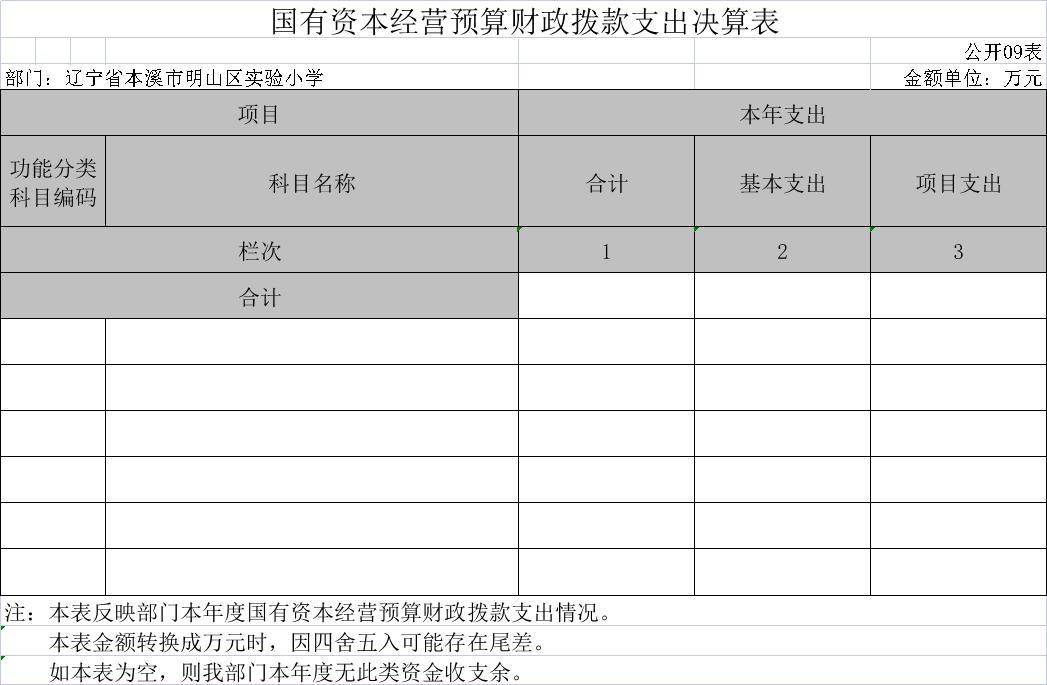 国有资本经营预算财政拨款支出决算表
公开09表
部门：辽宁省本溪市明山区实验小学
金额单位：万元
项目
本年支出
功能分类
科目编码
科目名称
合计
基本支出
项目支出
栏次
1
2
3
合计
注：本表反映部门本年度国有资本经营预算财政拨款支出情况。
本表金额转换成万元时，因四舍五入可能存在尾差。
如本表为空，则我部门本年度无此类资金收支余。